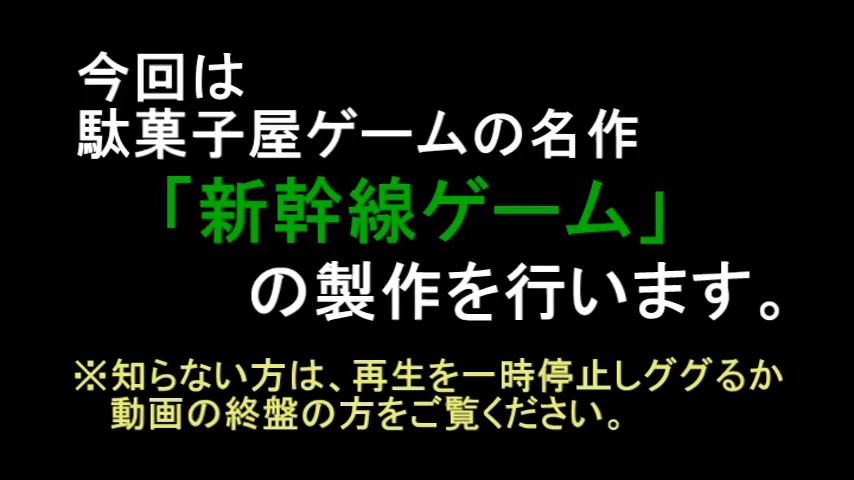 今回は
駄菓子屋ゲームの名作
「新幹線ゲーム」
の製作を行います。
※知らない方は、再生を一時停止しググるか
動画の終盤の方をご覧ください。